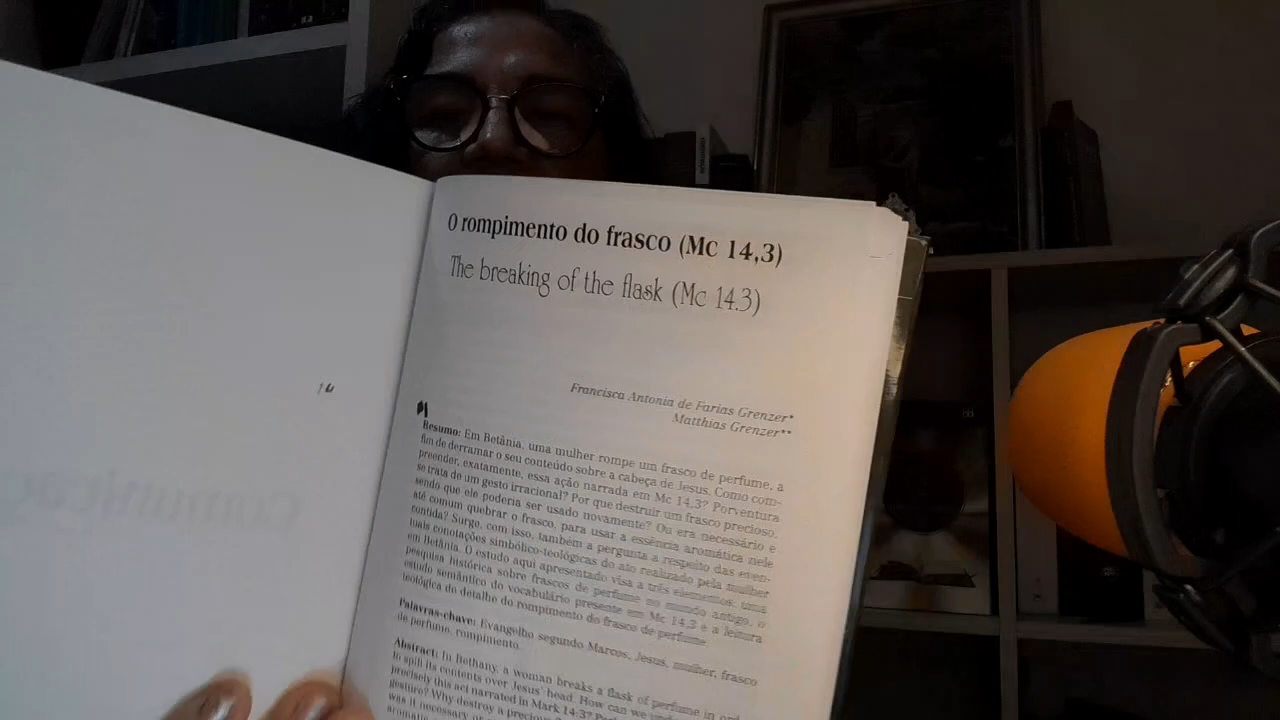 O rompimento do frasco (Mc 14,3)
The breaking of the flask (Mc 14.3)
Francisca Antonia de Farias Grenzer*
Matthias Grenzer**
Resumo: Em Betânia, uma mulher rompe um frasco de perfume, a
fim de derramar o seu conteúdo sobre a cabeça de Jesus. Como com-
preender, exatamente, essa ação narrada em Mc 14,3? Porventura
se trata de um gesto irracional? Por que destruir um frasco precioso,
sendo que ele poderia ser usado novamente? Ou era necessário e
até comum quebrar o frasco, para usar a essência aromática nele
contida? Surge, com isso, também a pergunta a respeito das even-
tuais conotações simbólico-teológicas do ato realizado pela mulher
em Betânia. O estudo aqui apresentado visa a três elementos: uma
pesquisa histórica sobre frascos de perfume no mundo antigo, o
estudo semântico do vocabulário presente em Mc 14,3 e a leitura
teológica do detalhe do rompimento do frasco de perfume.
Palavras-chave: Evangelho segundo Marcos, Jesus, mulher, frasco
de perfume, rompimento.
Abstract: In Bethany, a woman breaks a flask of perfume in ord
to spill its contents over Jesus' head. How can we und
precisely this act narrated in Mark 14:3? Per
gesture? Why destroy a precious
was it necessary or
aromatic